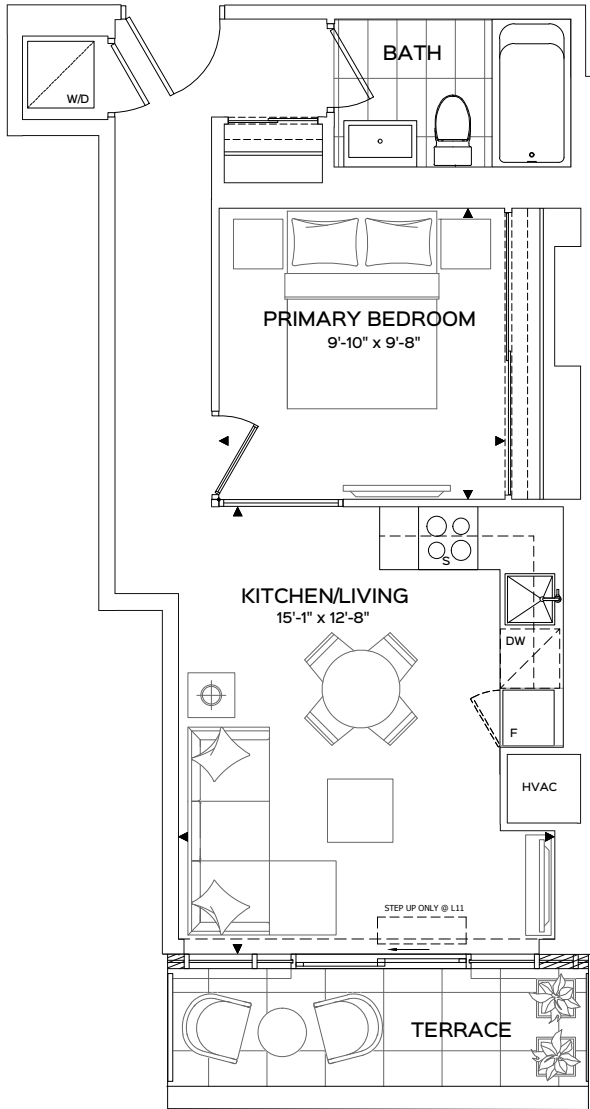 BATH
W/D
PRIMARY BEDROOM
9'-10" x 9'-8"
S
KITCHEN/LIVING
15'-1" x 12'-8"
DW
F
HVAC
STEP UP ONLY @ L11
TERRACE